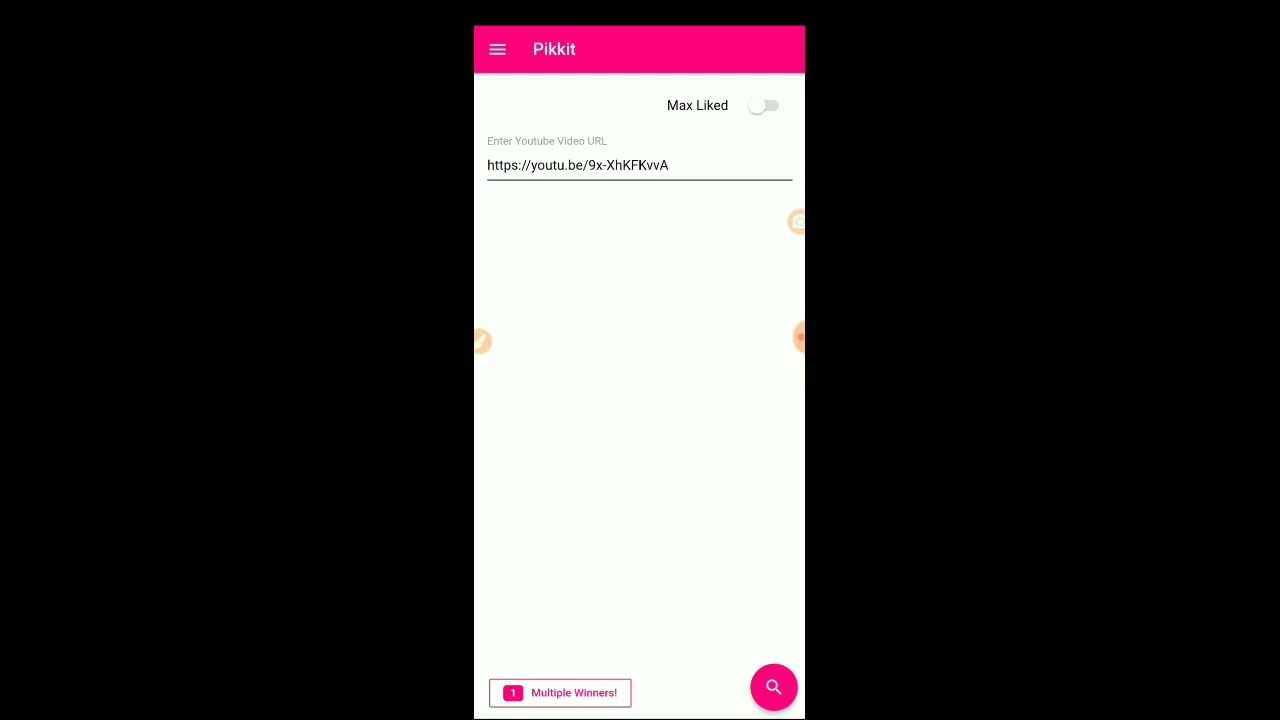 Pikkit
Max Liked
Enter Youtube Video URL
https://youtu.be/9x-XhKFKvvA
1 Multiple Winners!